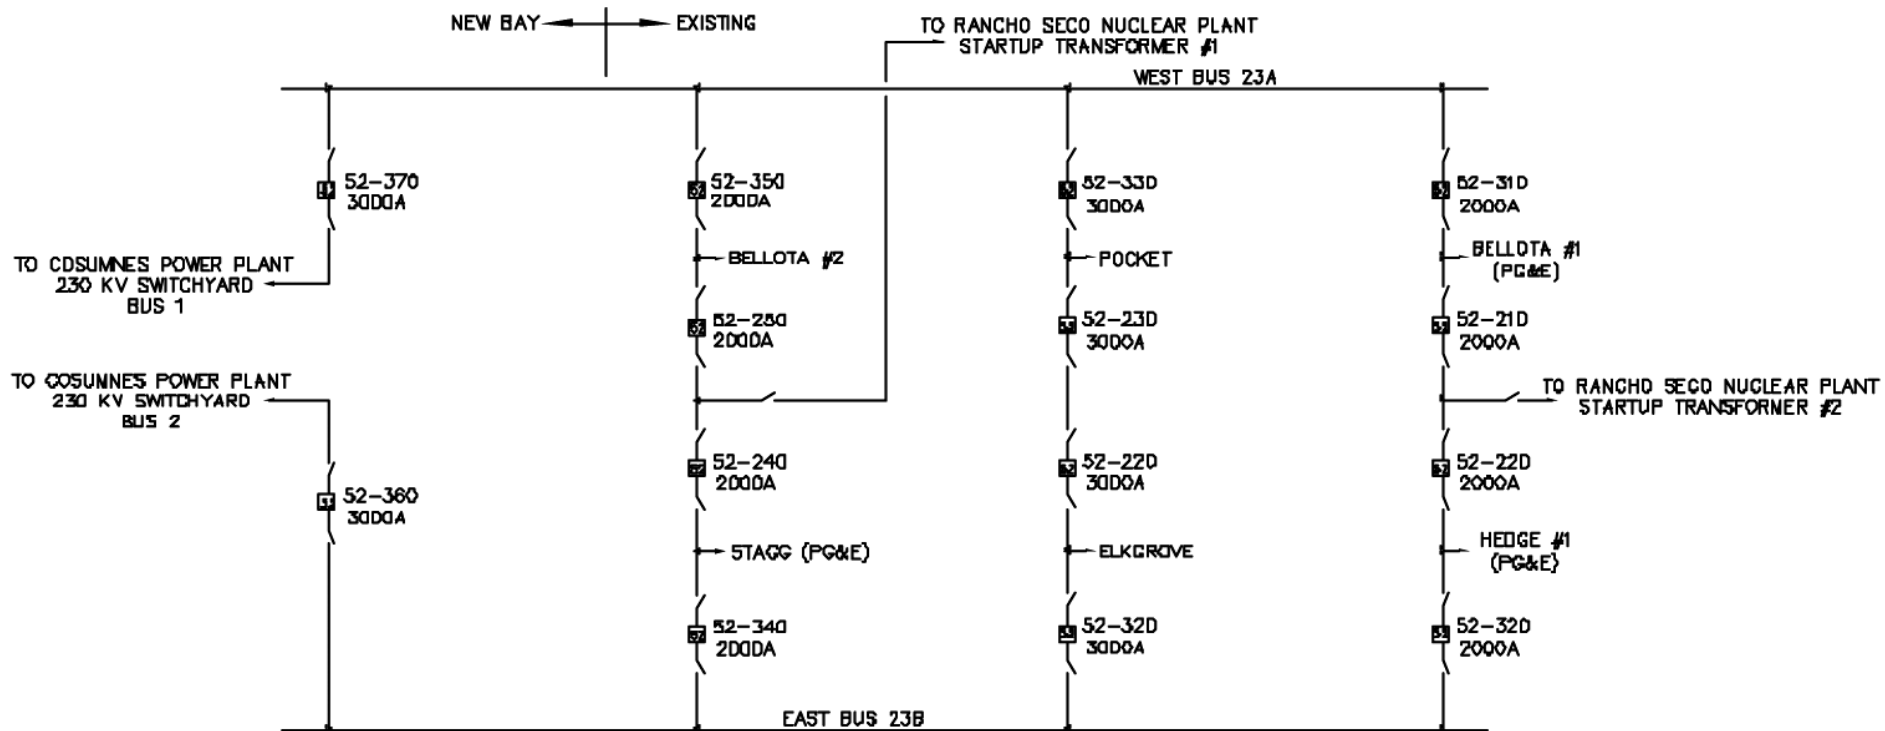 NEW BAY
EXISTING
TO RANCHO SECO NUCLEAR PLANT
STARTUP TRANSFORMER #1
WEST BUS 23A
52-370
3000A
52-350
2000A
52-330
3000A
52-310
2000A
TO COSUMNES POWER PLANT
230 KV SWITCHYARD
BUS 1
BELLOTA #2
POCKET
BELLOTA #1
(PG&E)
52-250
2000A
52-230
3000A
52-210
2000A
TO COSUMNES POWER PLANT
230 KV SWITCHYARD
BUS 2
TO RANCHO SECO NUCLEAR PLANT
STARTUP TRANSFORMER #2
52-240
2000A
52-220
3000A
52-220
2000A
52-360
3000A
STAGG (PG&E)
ELKGROVE
HEDGE #1
(PG&E)
52-340
2000A
52-320
3000A
52-320
2000A
EAST BUS 23B